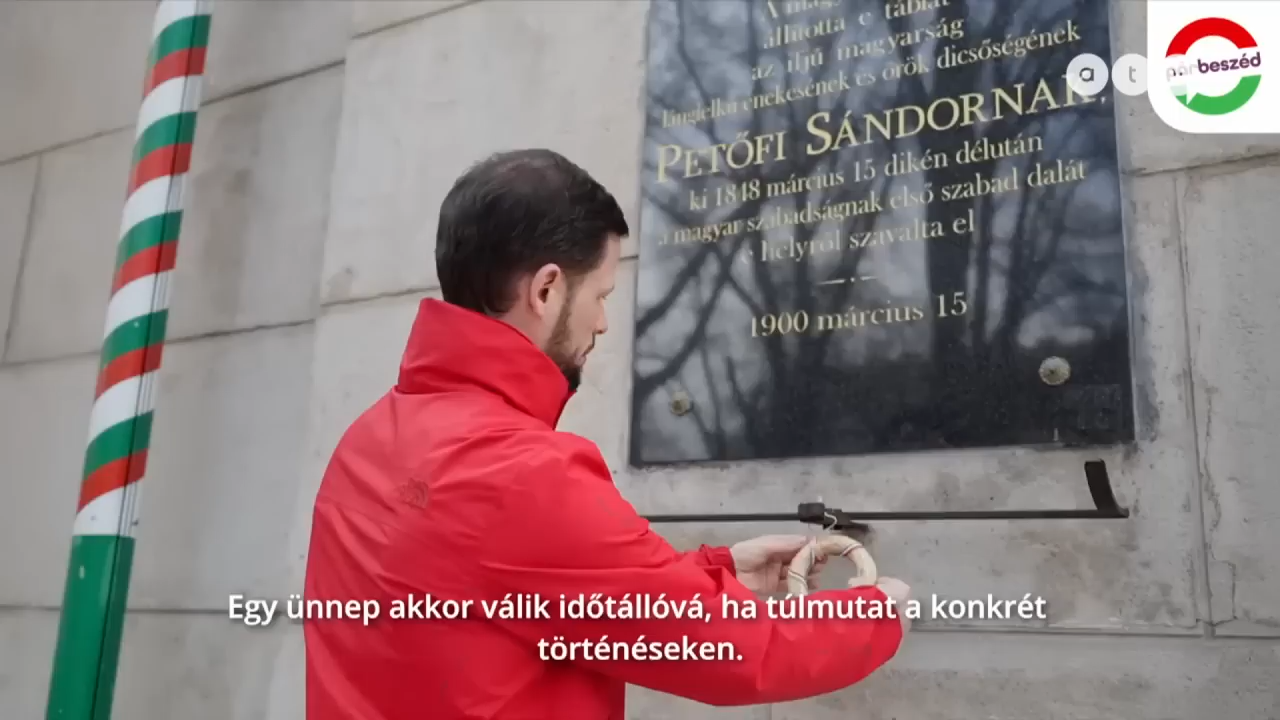 A magy
állította e táblát
az ifjú magyarság
lánglelkű énekesének és örök dicsőségének
PETŐFI SÁNDORNAK,
ki 1848 március 15 dikén délután
a magyar szabadságnak első szabad dalát
e helyről szavalta el
1900 március 15
a t
párbeszéd
Egy ünnep akkor válik időtállóvá, ha túlmutat a konkrét
történéseken.